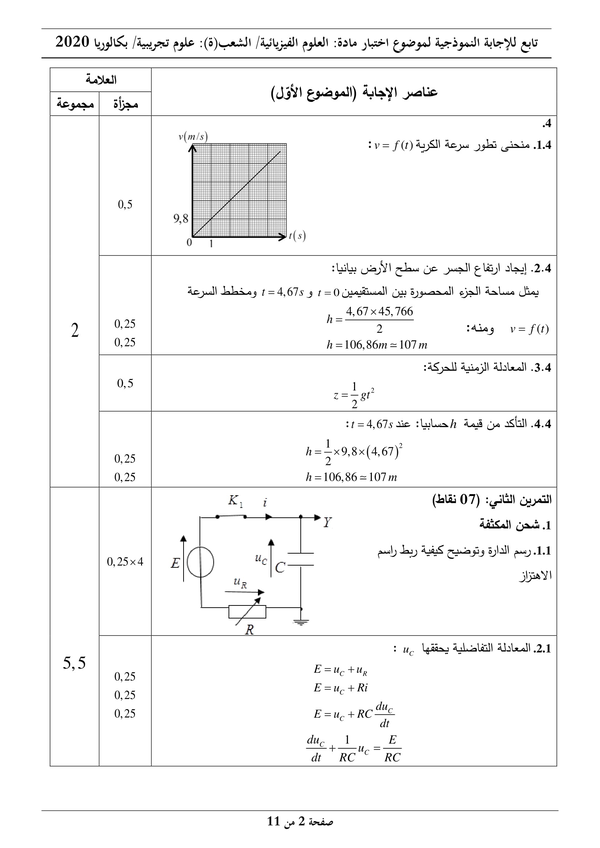 تابع للإجابة النموذجية لموضوع اختبار مادة: العلوم الفيزيائية/ الشعب(ة): علوم تجريبية/ بكالوريا 2020
العلامة
عناصر الإجابة (الموضوع الأوّل)
مجموعة
مجزأة
4.
1.4. منحنى تطور سرعة الكرية v = f (t) :
v(m/s)
9,8
0
1
t(s)
0,5
2.4. إيجاد ارتفاع الجسر عن سطح الأرض بيانيا:
يمثل مساحة الجزء المحصورة بين المستقيمين t = 0 و t = 4,67s ومخطط السرعة
v = f (t) ومنه: h = \frac{4,67×45,766}{2}
h = 106,86m ≃ 107 m
0,25
0,25
2
3.4. المعادلة الزمنية للحركة:
z = \frac{1}{2} gt²
0,5
4.4. التأكد من قيمة h حسابيا: عند t = 4,67s :
h = \frac{1}{2}×9,8×(4,67)²
h = 106,86 ≃ 107 m
0,25
0,25
التمرين الثاني: (07 نقاط)
1. شحن المكثفة
1.1. رسم الدارة وتوضيح كيفية ربط راسم
الاهتزاز
K₁ i
Y
E
u_C
C
u_R
R
0,25×4
5,5
2.1. المعادلة التفاضلية يحققها u_C :
E = u_C + u_R
E = u_C + Ri
E = u_C + RC \frac{du_C}{dt}
\frac{du_C}{dt} + \frac{1}{RC} u_C = \frac{E}{RC}
0,25
0,25
0,25
صفحة 2 من 11